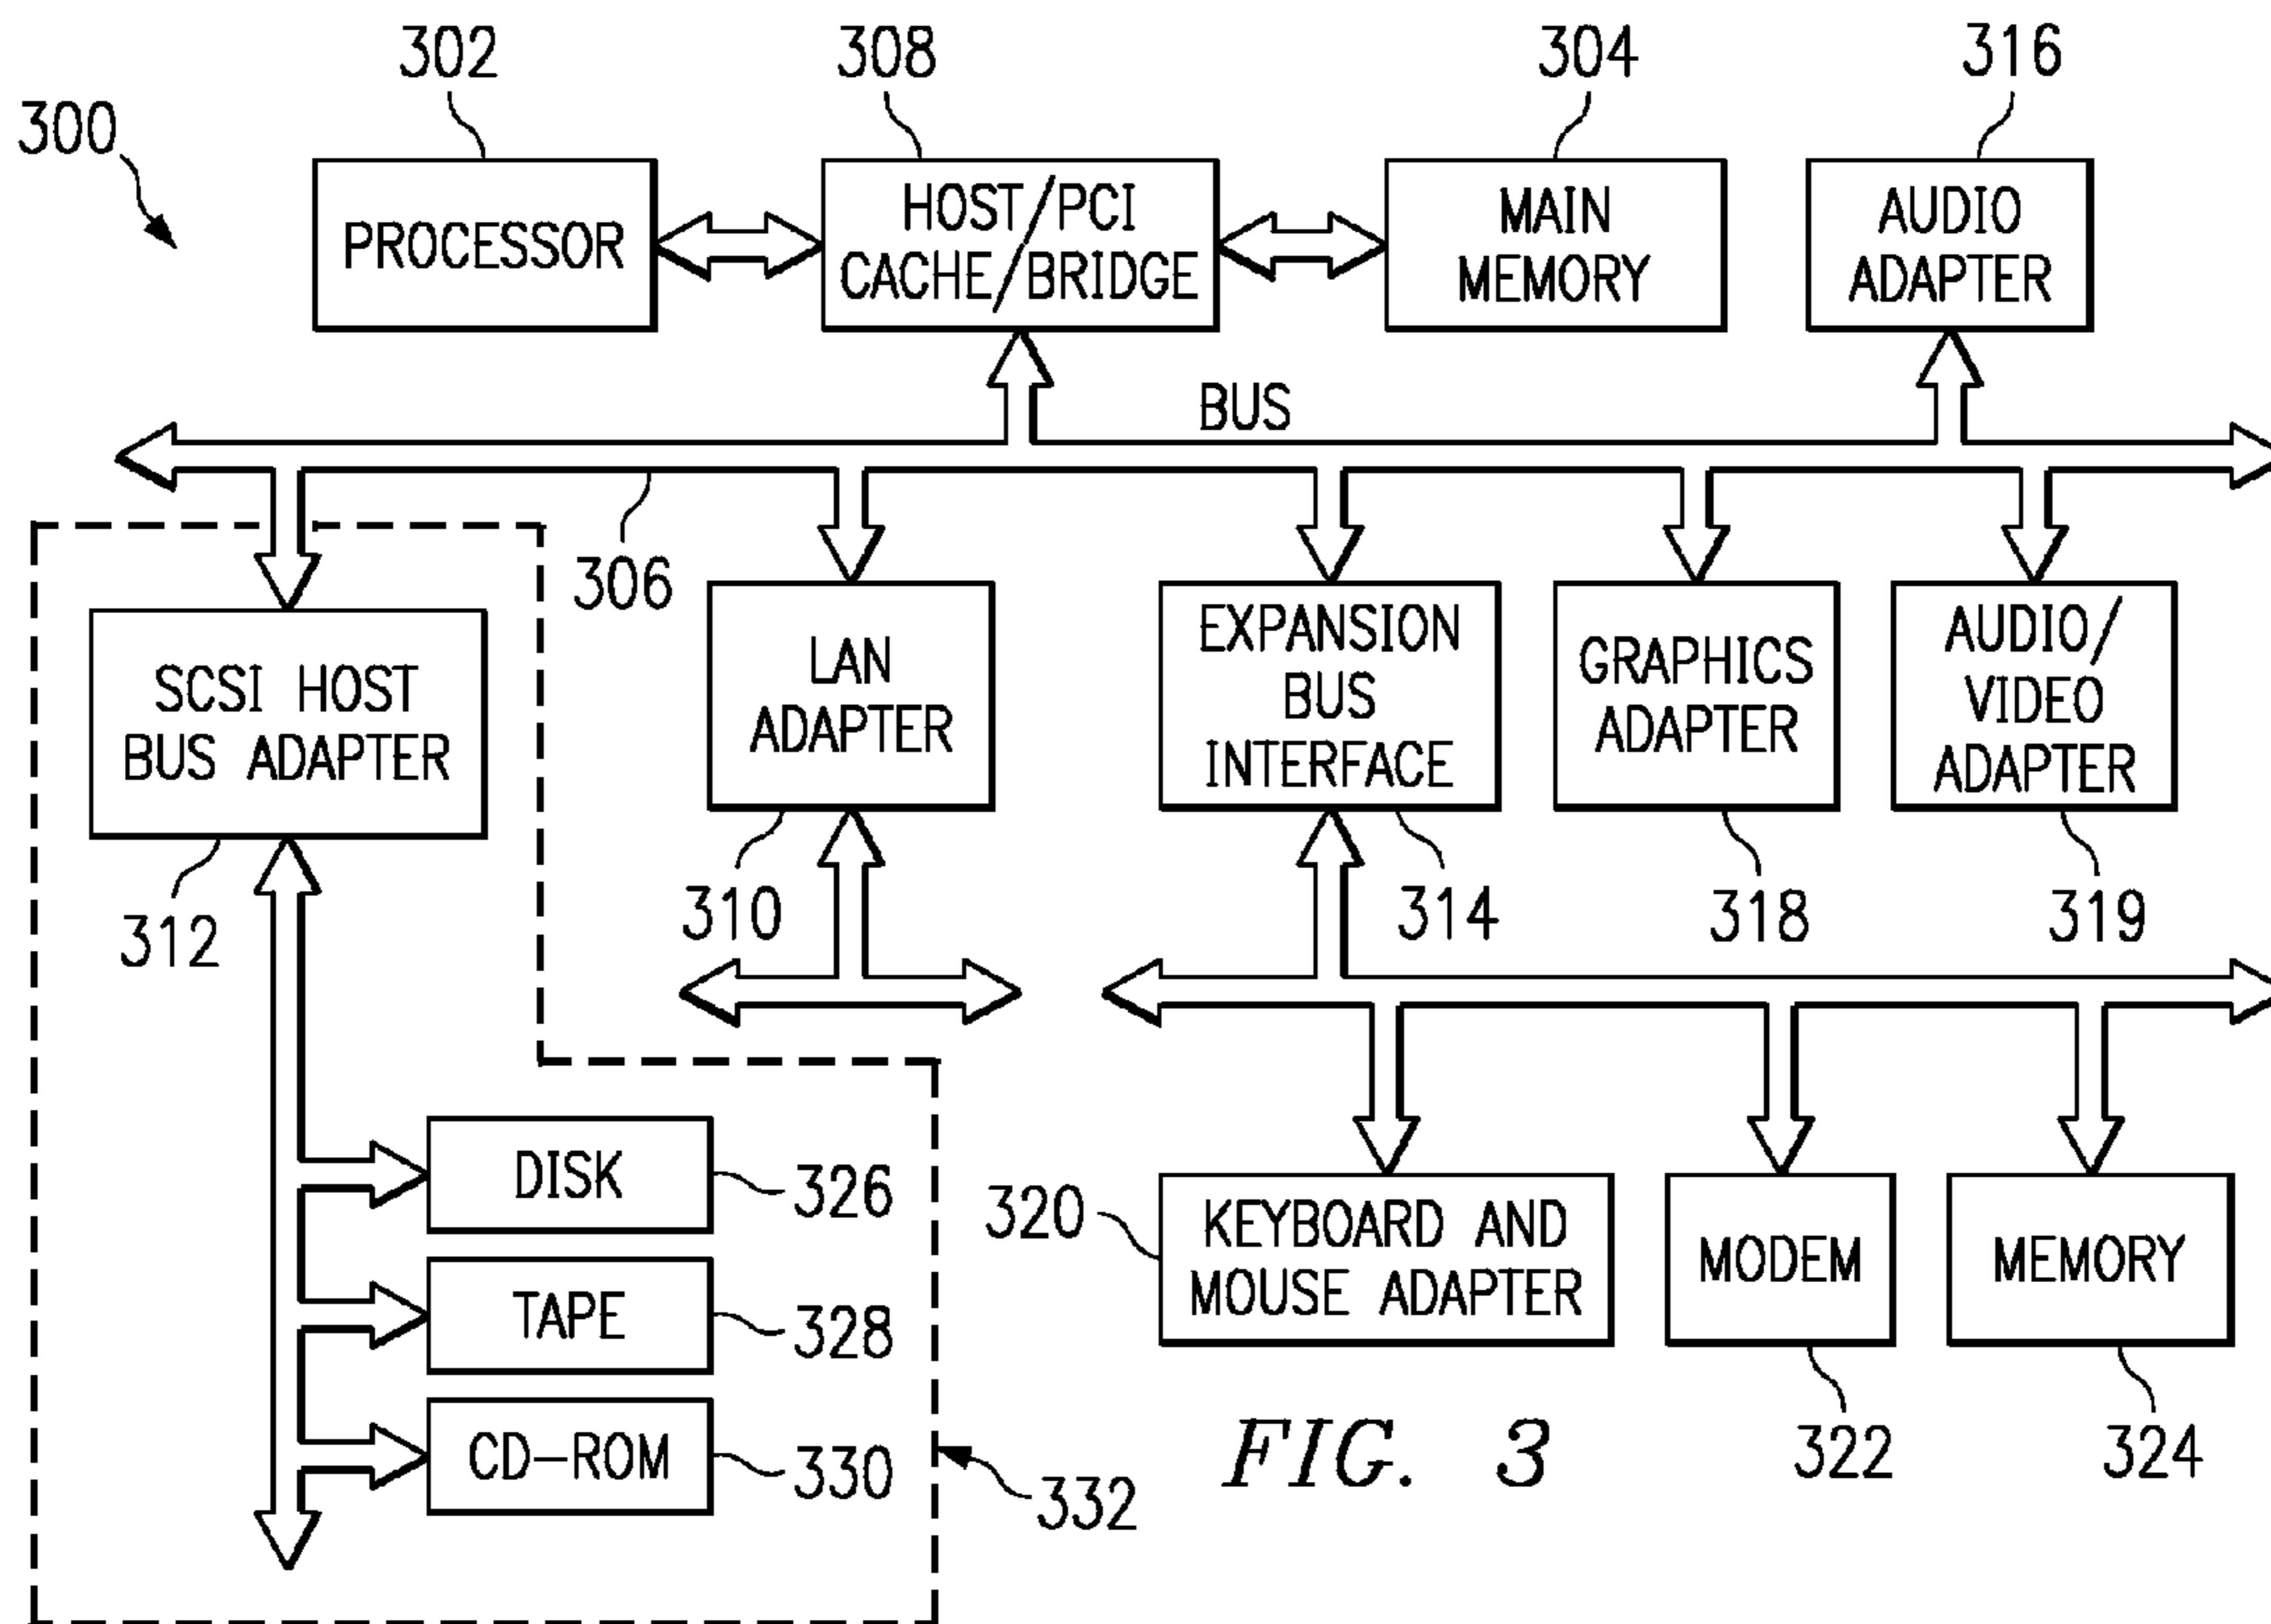 302
308
304
316
300
PROCESSOR
HOST/PCI
CACHE/BRIDGE
MAIN
MEMORY
AUDIO
ADAPTER
BUS
306
SCSI HOST
BUS ADAPTER
LAN
ADAPTER
EXPANSION
BUS
INTERFACE
GRAPHICS
ADAPTER
AUDIO/
VIDEO
ADAPTER
312
310
314
318
319
DISK
326
TAPE
328
CD-ROM
330
332
320
KEYBOARD AND
MOUSE ADAPTER
MODEM
MEMORY
322
324
FIG. 3